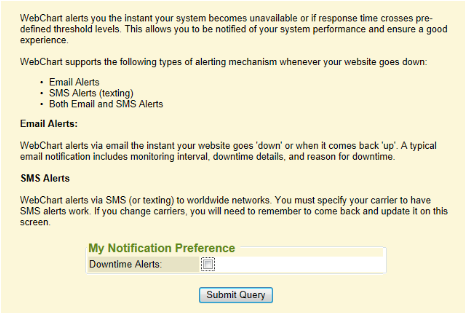 WebChart alerts you the instant your system becomes unavailable or if response time crosses pre-
defined threshold levels. This allows you to be notified of your system performance and ensure a good
experience.
WebChart supports the following types of alerting mechanism whenever your website goes down:
• Email Alerts
• SMS Alerts (texting)
• Both Email and SMS Alerts
Email Alerts:
WebChart alerts via email the instant your website goes 'down' or when it comes back 'up'. A typical
email notification includes monitoring interval, downtime details, and reason for downtime.
SMS Alerts
WebChart alerts via SMS (or texting) to worldwide networks. You must specify your carrier to have
SMS alerts work. If you change carriers, you will need to remember to come back and update it on this
screen.
My Notification Preference
Downtime Alerts:
Submit Query